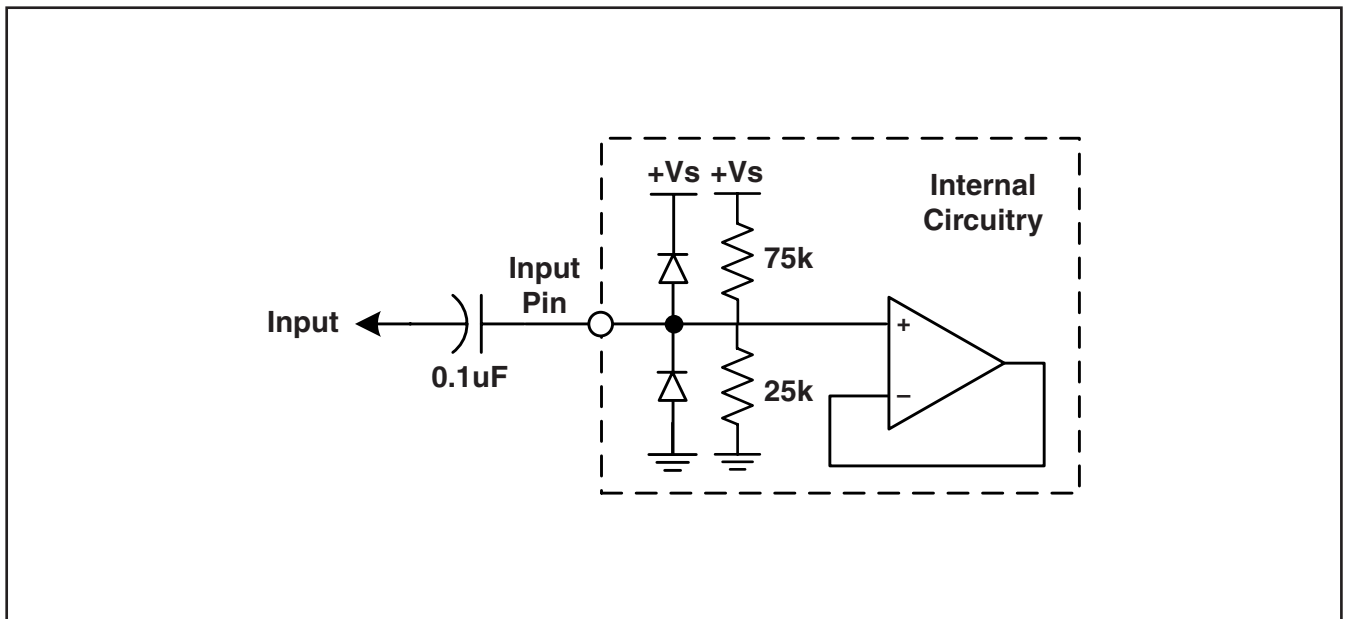 +Vs +Vs
Internal
Circuitry
75k
Input
Pin
Input
+
0.1uF
25k
–